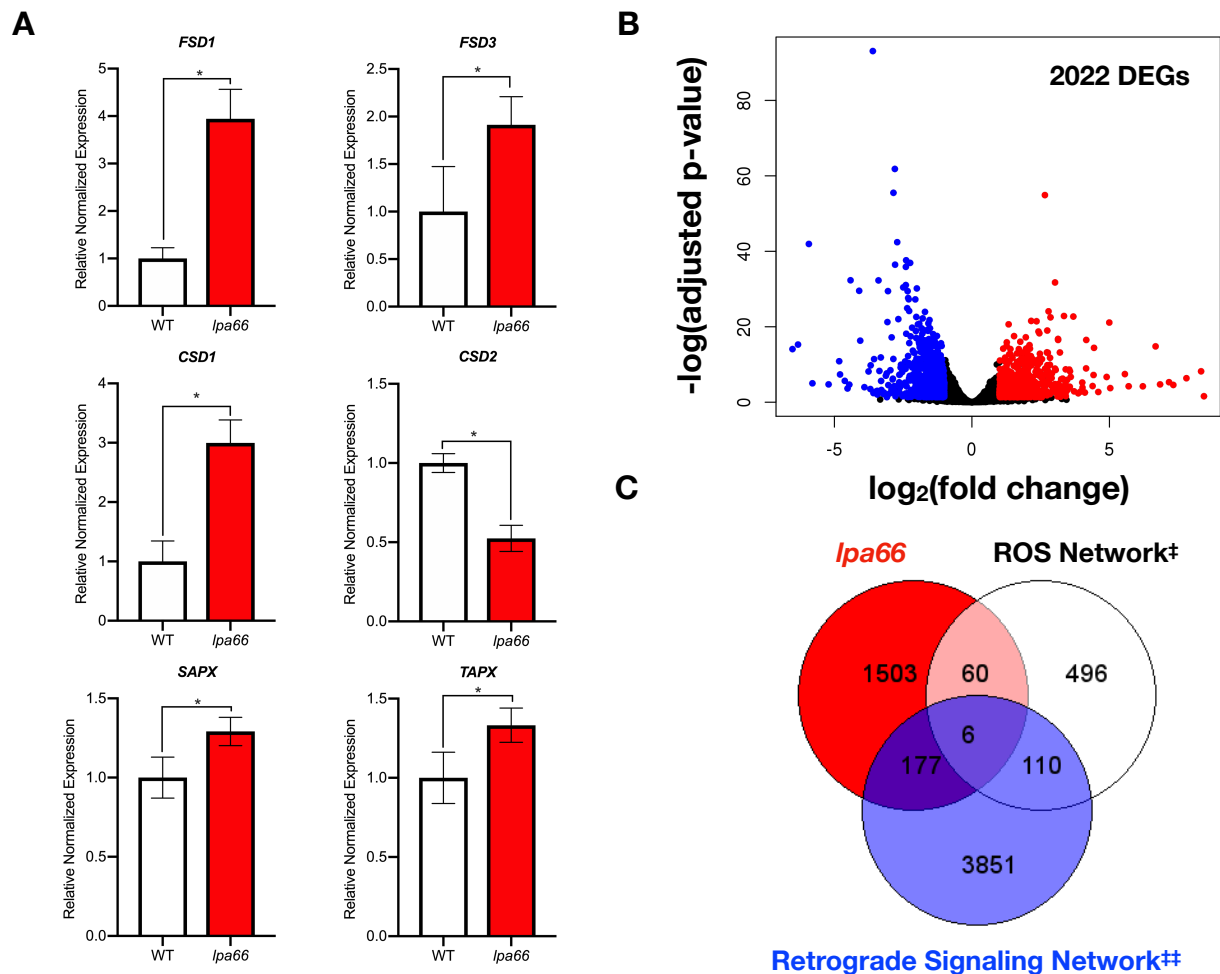 A
FSD1
Relative Normalized Expression
5
4
3
2
1
0
*
WT
lpa66
FSD3
Relative Normalized Expression
2.5
2.0
1.5
1.0
0.5
0.0
*
WT
lpa66
CSD1
Relative Normalized Expression
4
3
2
1
0
*
WT
lpa66
CSD2
Relative Normalized Expression
1.5
1.0
0.5
0.0
*
WT
lpa66
SAPX
Relative Normalized Expression
1.5
1.0
0.5
0.0
*
WT
lpa66
TAPX
Relative Normalized Expression
1.5
1.0
0.5
0.0
*
WT
lpa66
B
2022 DEGs
-log(adjusted p-value)
80
60
40
20
0
-5
0
5
log₂(fold change)
C
lpa66
ROS Network‡
1503
60
496
6
177
110
3851
Retrograde Signaling Network‡‡